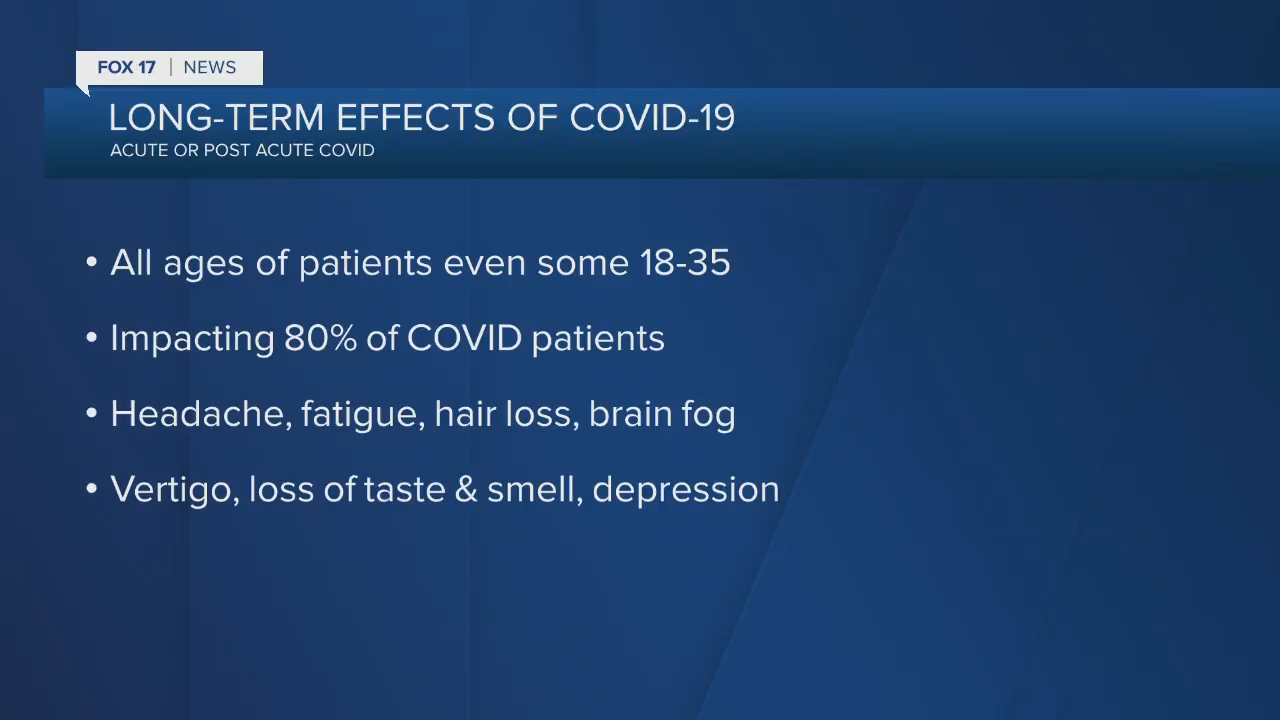 FOX 17 | NEWS
LONG-TERM EFFECTS OF COVID-19
ACUTE OR POST ACUTE COVID
• All ages of patients even some 18-35
• Impacting 80% of COVID patients
• Headache, fatigue, hair loss, brain fog
• Vertigo, loss of taste & smell, depression